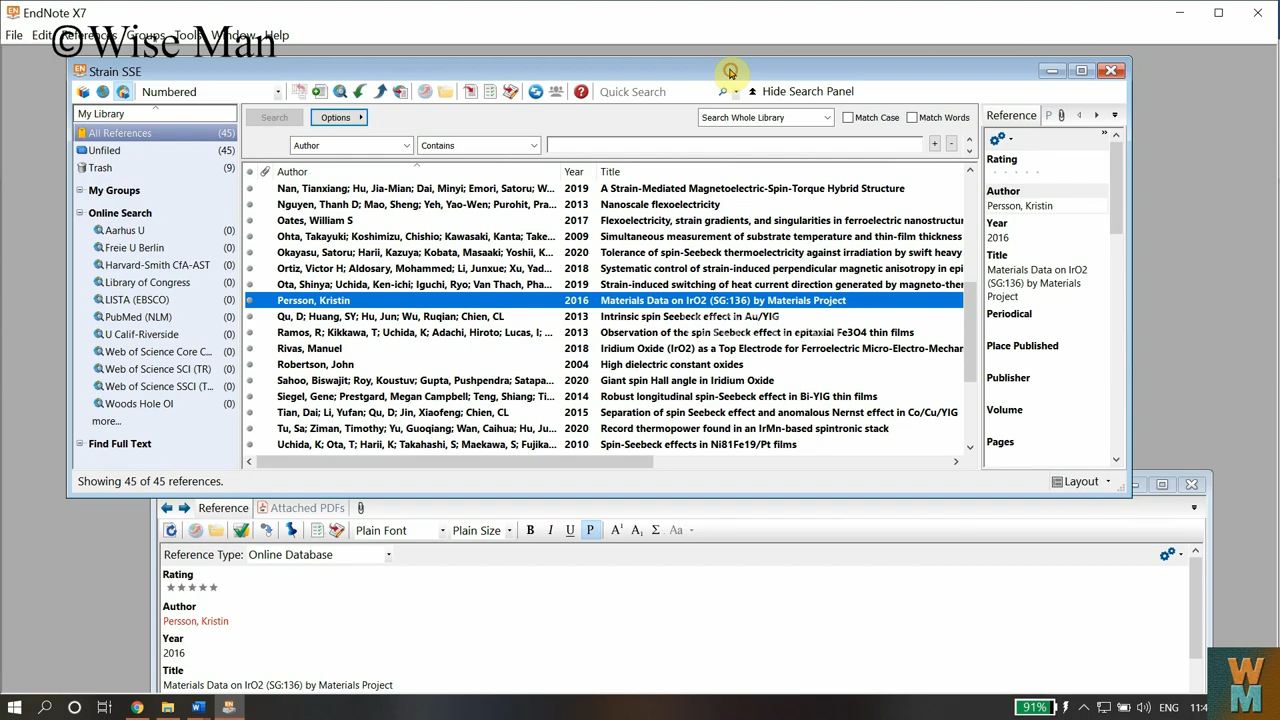 EndNote X7
File Edit References Groups Tools Window Help
©Wise Man
Strain SSE
Numbered
Quick Search
Hide Search Panel
My Library
Search
Options
Search Whole Library
Match Case
Match Words
Reference
P
All References (45)
Unfiled (45)
Trash (9)
My Groups
Online Search
Aarhus U (0)
Freie U Berlin (0)
Harvard-Smith CfA-AST (0)
Library of Congress (0)
LISTA (EBSCO) (0)
PubMed (NLM) (0)
U Calif-Riverside (0)
Web of Science Core C... (0)
Web of Science SCI (TR) (0)
Web of Science SSCI (T... (0)
Woods Hole OI (0)
more...
Find Full Text
Author
Contains
+
-
Author Year Title
Nan, Tianxiang; Hu, Jia-Mian; Dai, Minyi; Emori, Satoru; W... 2019 A Strain-Mediated Magnetoelectric-Spin-Torque Hybrid Structure
Nguyen, Thanh D; Mao, Sheng; Yeh, Yao-Wen; Purohit, Pra... 2013 Nanoscale flexoelectricity
Oates, William S 2017 Flexoelectricity, strain gradients, and singularities in ferroelectric nanostructur
Ohta, Takayuki; Koshimizu, Chishio; Kawasaki, Kanta; Take... 2009 Simultaneous measurement of substrate temperature and thin-film thickness
Okayasu, Satoru; Harii, Kazuya; Kobata, Masaaki; Yoshii, K... 2020 Tolerance of spin-Seebeck thermoelectricity against irradiation by swift heavy
Ortiz, Victor H; Aldosary, Mohammed; Li, Junxue; Xu, Yad... 2018 Systematic control of strain-induced perpendicular magnetic anisotropy in epi
Ota, Shinya; Uchida, Ken-ichi; Iguchi, Ryo; Van Thach, Pha... 2019 Strain-induced switching of heat current direction generated by magneto-ther
Persson, Kristin 2016 Materials Data on IrO2 (SG:136) by Materials Project
Qu, D; Huang, SY; Hu, Jun; Wu, Ruqian; Chien, CL 2013 Intrinsic spin Seebeck effect in Au/YIG
Ramos, R; Kikkawa, T; Uchida, K; Adachi, Hiroto; Lucas, I; ... 2013 Observation of the spin Seebeck effect in epitaxial Fe3O4 thin films
Rivas, Manuel 2018 Iridium Oxide (IrO2) as a Top Electrode for Ferroelectric Micro-Electro-Mechar
Robertson, John 2004 High dielectric constant oxides
Sahoo, Biswajit; Roy, Koustuv; Gupta, Pushpendra; Satapa... 2020 Giant spin Hall angle in Iridium Oxide
Siegel, Gene; Prestgard, Megan Campbell; Teng, Shiang; Ti... 2014 Robust longitudinal spin-Seebeck effect in Bi-YIG thin films
Tian, Dai; Li, Yufan; Qu, D; Jin, Xiaofeng; Chien, CL 2015 Separation of spin Seebeck effect and anomalous Nernst effect in Co/Cu/YIG
Tu, Sa; Ziman, Timothy; Yu, Guoqiang; Wan, Caihua; Hu, Ju... 2020 Record thermopower found in an IrMn-based spintronic stack
Uchida, K; Ota, T; Harii, K; Takahashi, S; Maekawa, S; Fujika... 2010 Spin-Seebeck effects in Ni81Fe19/Pt films
Rating
Author
Persson, Kristin
Year
2016
Title
Materials Data on IrO2
(SG:136) by Materials
Project
Periodical
Place Published
Publisher
Volume
Pages
Showing 45 of 45 references.
Layout
Reference Attached PDFs
Plain Font Plain Size B I U P A¹ A₁ Σ Aa
Reference Type: Online Database
Rating
Author
Persson, Kristin
Year
2016
Title
Materials Data on IrO2 (SG:136) by Materials Project
91%
ENG
WM